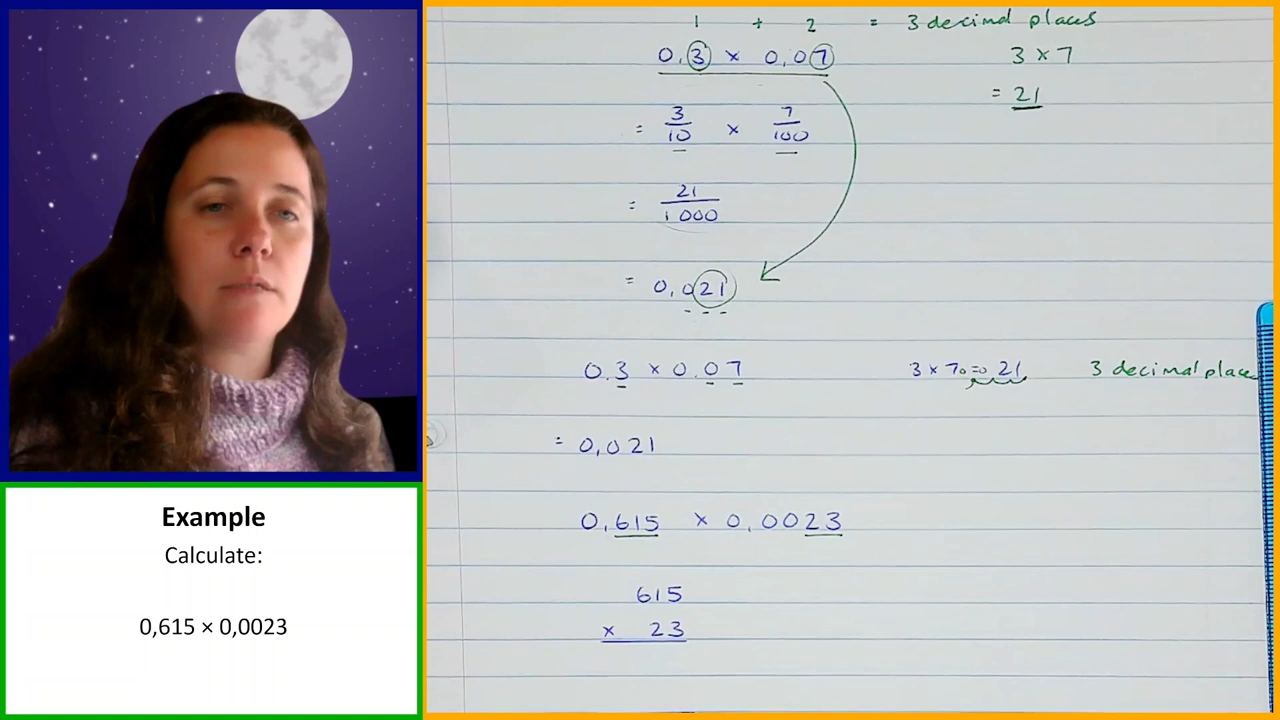 Example
Calculate:
0,615 × 0,0023
1 + 2 = 3 decimal places
0,3 × 0,07
3 × 7
= 21
= 3/10 × 7/100
= 21/1 000
= 0,021
0.3 × 0.07
3 × 7 = 21
3 decimal places
= 0,021
0,615 × 0,0023
615
× 23